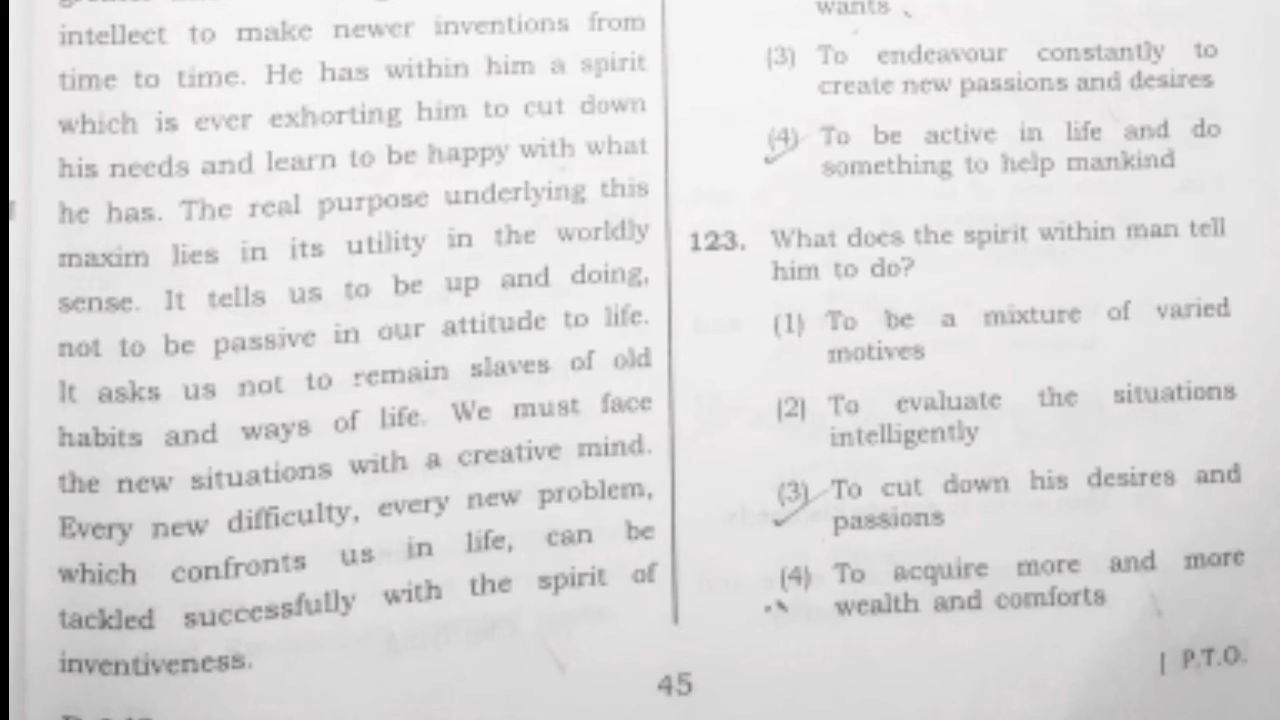 intellect to make newer inventions from
time to time. He has within him a spirit
which is ever exhorting him to cut down
his needs and learn to be happy with what
he has. The real purpose underlying this
maxim lies in its utility in the worldly
sense. It tells us to be up and doing,
not to be passive in our attitude to life.
It asks us not to remain slaves of old
habits and ways of life. We must face
the new situations with a creative mind.
Every new difficulty, every new problem,
which confronts us in life, can be
tackled successfully with the spirit of
inventiveness.
wants
(3) To endeavour constantly to
create new passions and desires
(4) To be active in life and do
something to help mankind
123. What does the spirit within man tell
him to do?
(1) To be a mixture of varied
motives
(2) To evaluate the situations
intelligently
(3) To cut down his desires and
passions
(4) To acquire more and more
wealth and comforts
[ P.T.O.
45